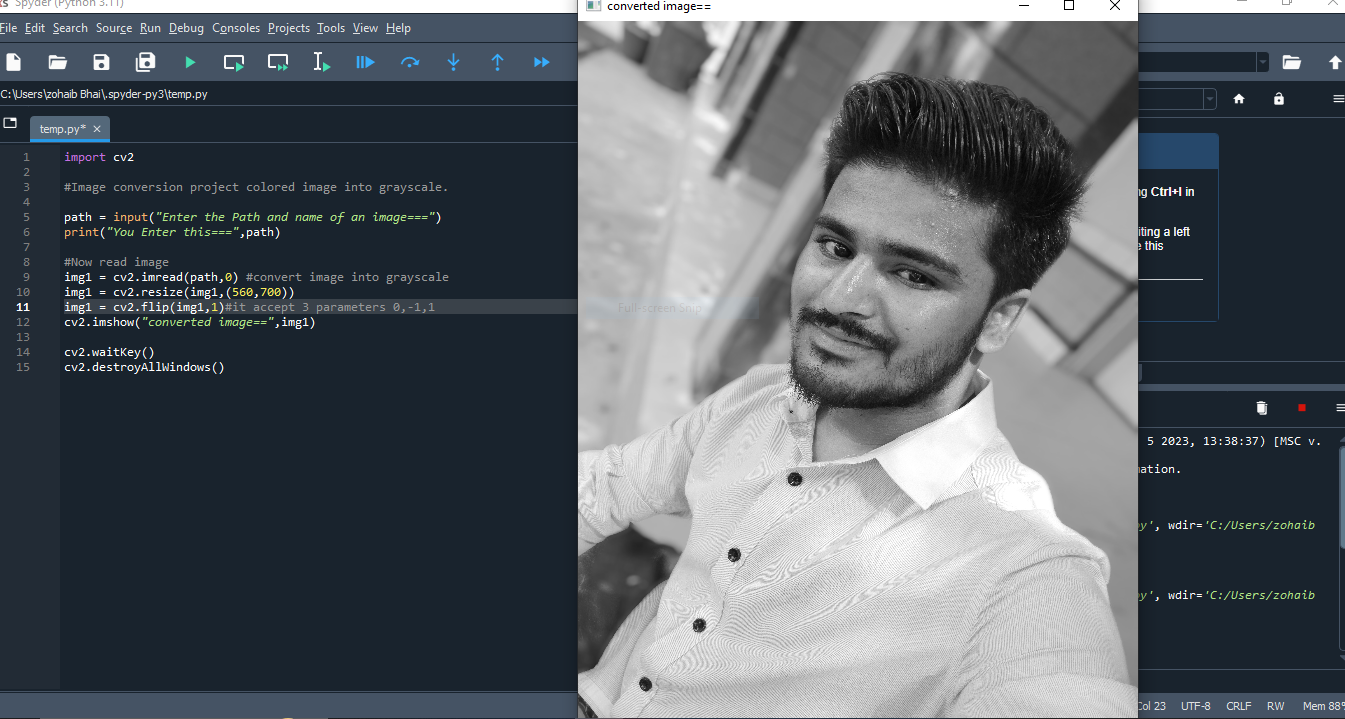 Spyder (Python 3.11)
converted image==
File Edit Search Source Run Debug Consoles Projects Tools View Help
C:\Users\zohaib Bhai\.spyder-py3\temp.py
temp.py*
1 import cv2
2
3 #Image conversion project colored image into grayscale.
4
5 path = input("Enter the Path and name of an image===")
6 print("You Enter this===",path)
7
8 #Now read image
9 img1 = cv2.imread(path,0) #convert image into grayscale
10 img1 = cv2.resize(img1,(560,700))
11 img1 = cv2.flip(img1,1)#it accept 3 parameters 0,-1,1
12 cv2.imshow("converted image==",img1)
13
14 cv2.waitKey()
15 cv2.destroyAllWindows()
Full-screen Snip
Ctrl+I in
iting a left
this
5 2023, 13:38:37) [MSC v.
mation.
', wdir='C:/Users/zohaib
', wdir='C:/Users/zohaib
Col 23 UTF-8 CRLF RW Mem 88%